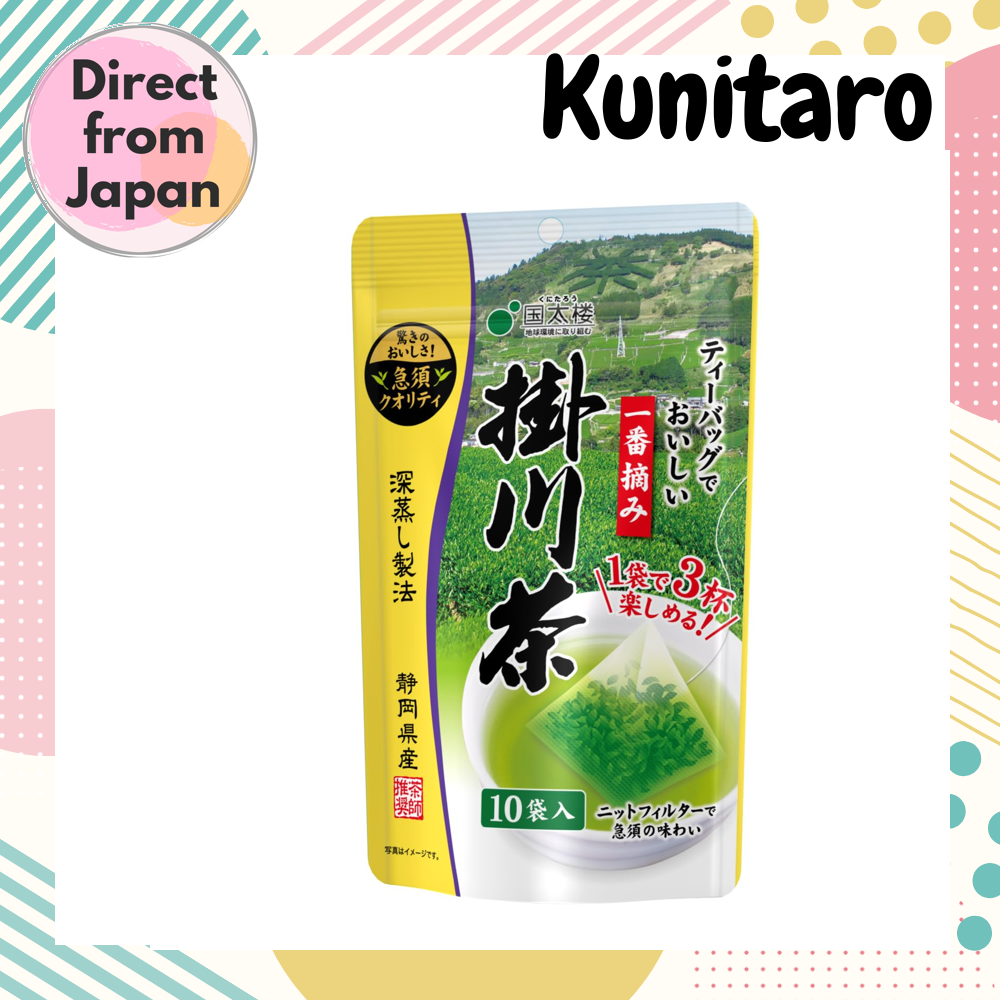 Direct
from
Japan
Kunitaro
茶
くにたろう
国太楼
地球環境に取り組む
驚きの
おいしさ!
急須
クオリティ
掛川茶
ティーバッグで
おいしい
一番摘み
1袋で3杯
楽しめる!
深蒸し製法
静岡県産
茶師
推奨
10袋入
ニットフィルターで
急須の味わい
写真はイメージです。